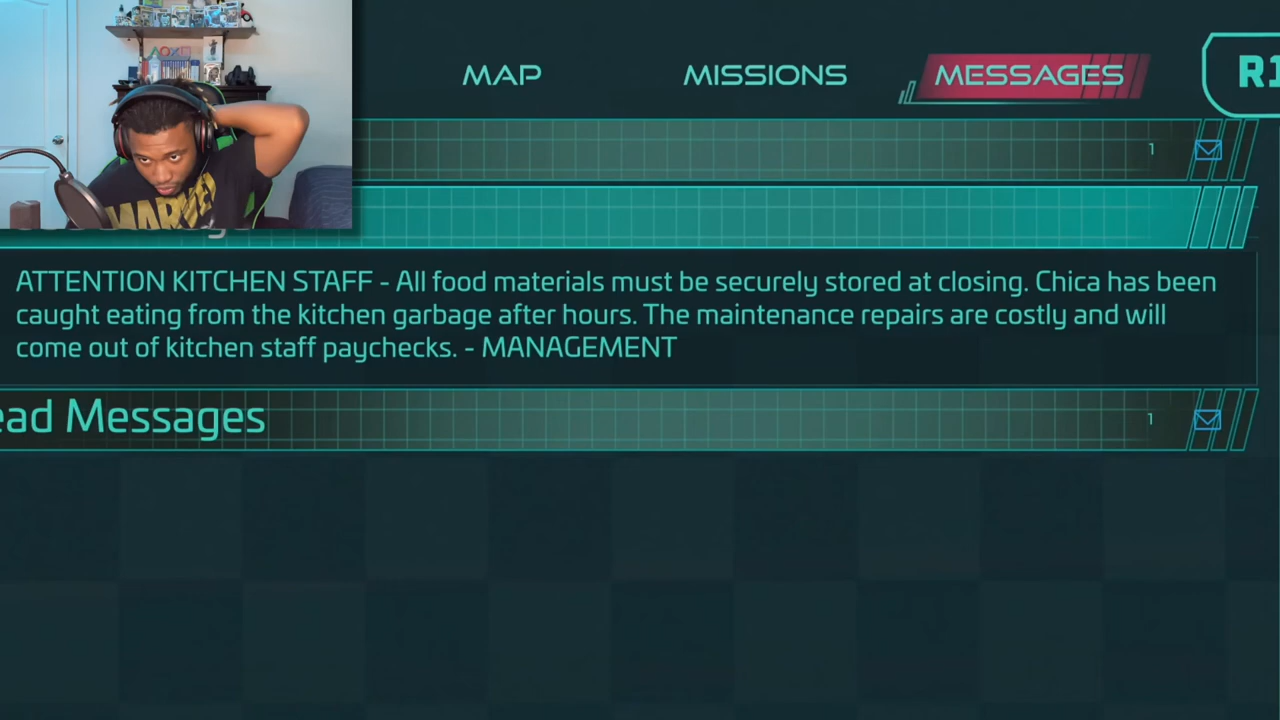 MAP MISSIONS MESSAGES R1
1
ATTENTION KITCHEN STAFF - All food materials must be securely stored at closing. Chica has been
caught eating from the kitchen garbage after hours. The maintenance repairs are costly and will
come out of kitchen staff paychecks. - MANAGEMENT
ead Messages 1
MARVEL